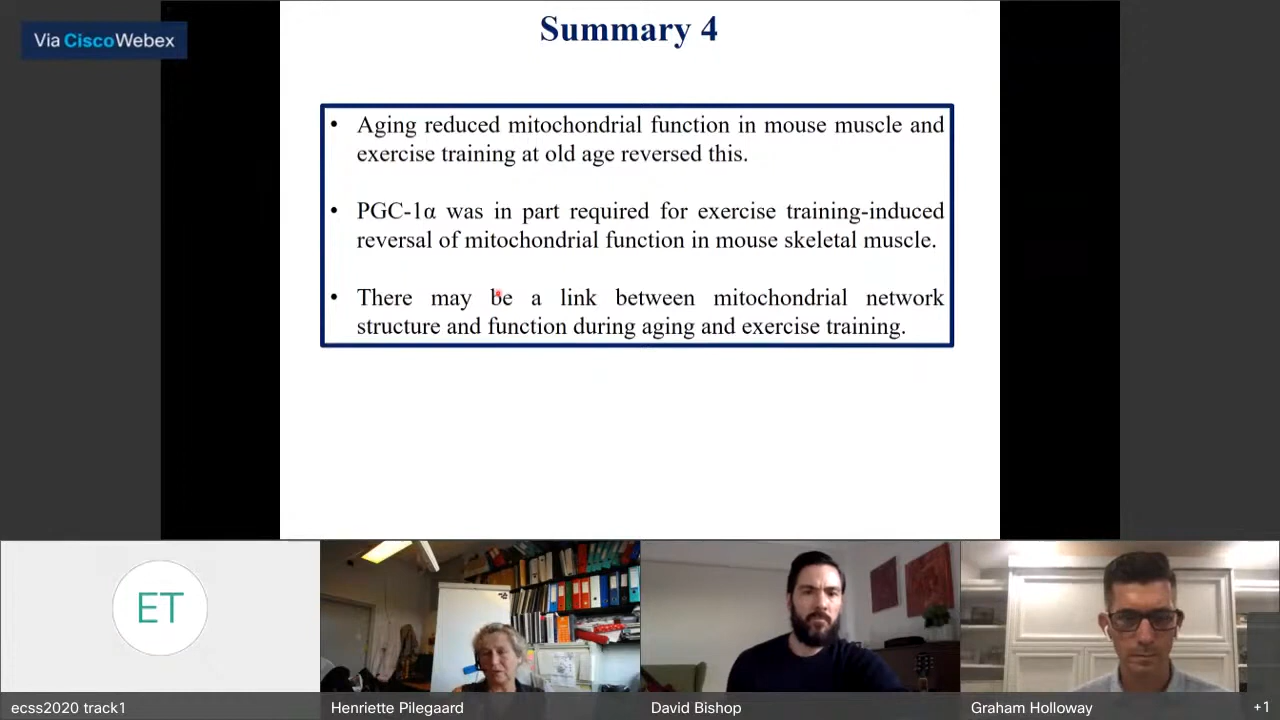 Via Cisco Webex
Summary 4
• Aging reduced mitochondrial function in mouse muscle and
exercise training at old age reversed this.
• PGC-1α was in part required for exercise training-induced
reversal of mitochondrial function in mouse skeletal muscle.
• There may be a link between mitochondrial network
structure and function during aging and exercise training.
ET
ecss2020 track1
Henriette Pilegaard
David Bishop
Graham Holloway
+1